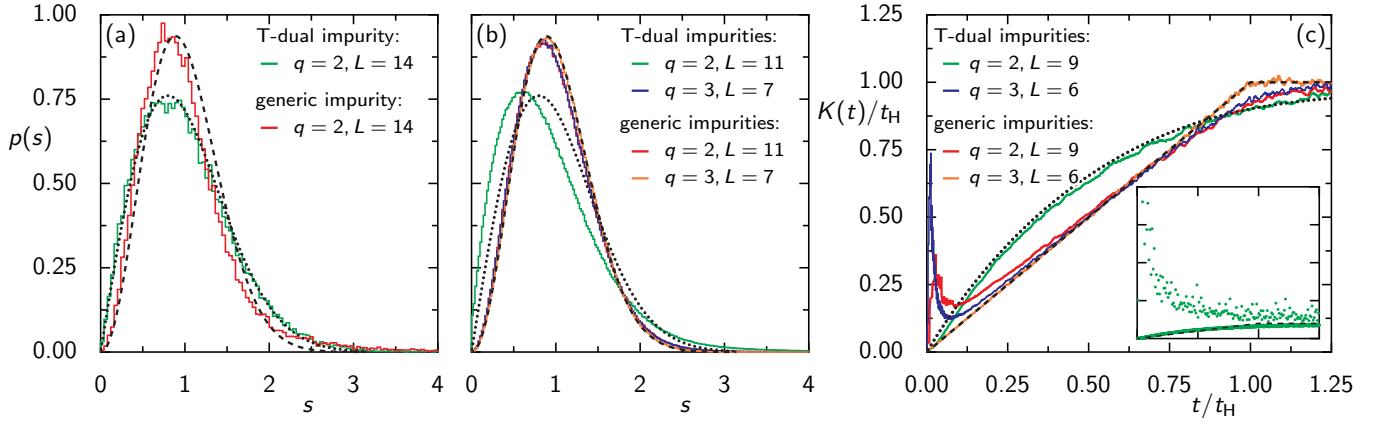 (a)
T-dual impurity:
q = 2, L = 14
generic impurity:
q = 2, L = 14
p(s)
1.00
0.75
0.50
0.25
0.00
0 1 2 3 4
s
(b)
T-dual impurities:
q = 2, L = 11
q = 3, L = 7
generic impurities:
q = 2, L = 11
q = 3, L = 7
0 1 2 3 4
s
(c)
T-dual impurities:
q = 2, L = 9
q = 3, L = 6
generic impurities:
q = 2, L = 9
q = 3, L = 6
K(t)/t_H
1.25
1.00
0.75
0.50
0.25
0.00
0.00 0.25 0.50 0.75 1.00 1.25
t/t_H